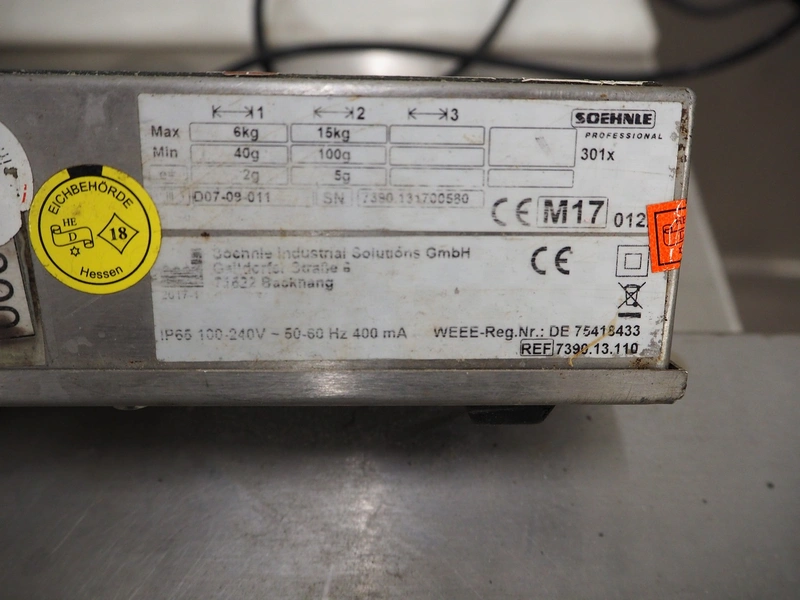 1 2 3
SOEHNLE
PROFESSIONAL
301x
Max 6kg 15kg
Min 40g 100g
2g 5g
D07-09-011 SN 7390.131700580
CE M17 012
EICHBEHÖRDE
HE
D
18
Hessen
Soehnle Industrial Solutions GmbH
Gaildorfer Straße 6
71522 Backnang
2017-1
CE
IP65 100-240V ~ 50-60 Hz 400 mA
WEEE-Reg.Nr.: DE 75418433
REF 7390.13.110